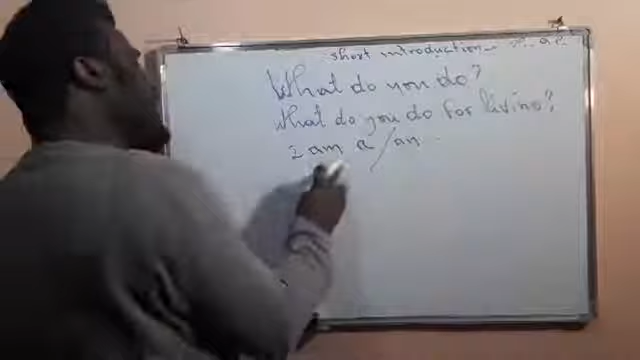 short introduction
What do you do?
What do you do for living?
I am a / an